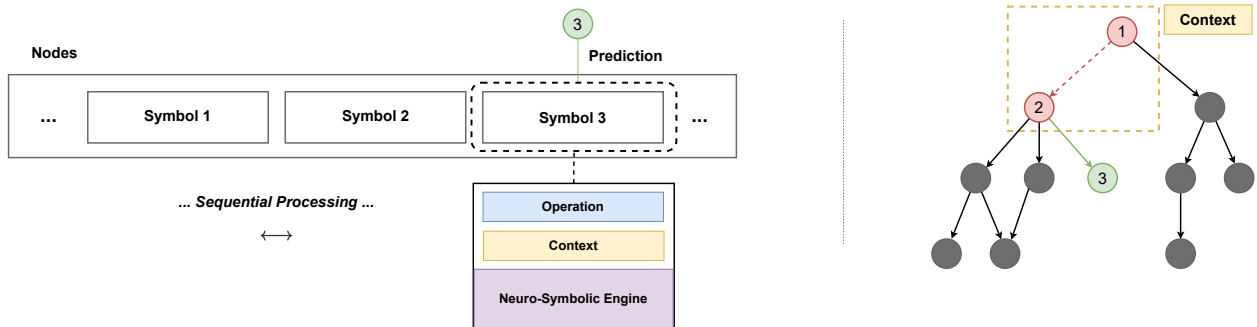 3
Nodes
Prediction
...
Symbol 1
Symbol 2
Symbol 3
...
... Sequential Processing ...
Operation
Context
Neuro-Symbolic Engine
1
Context
2
3